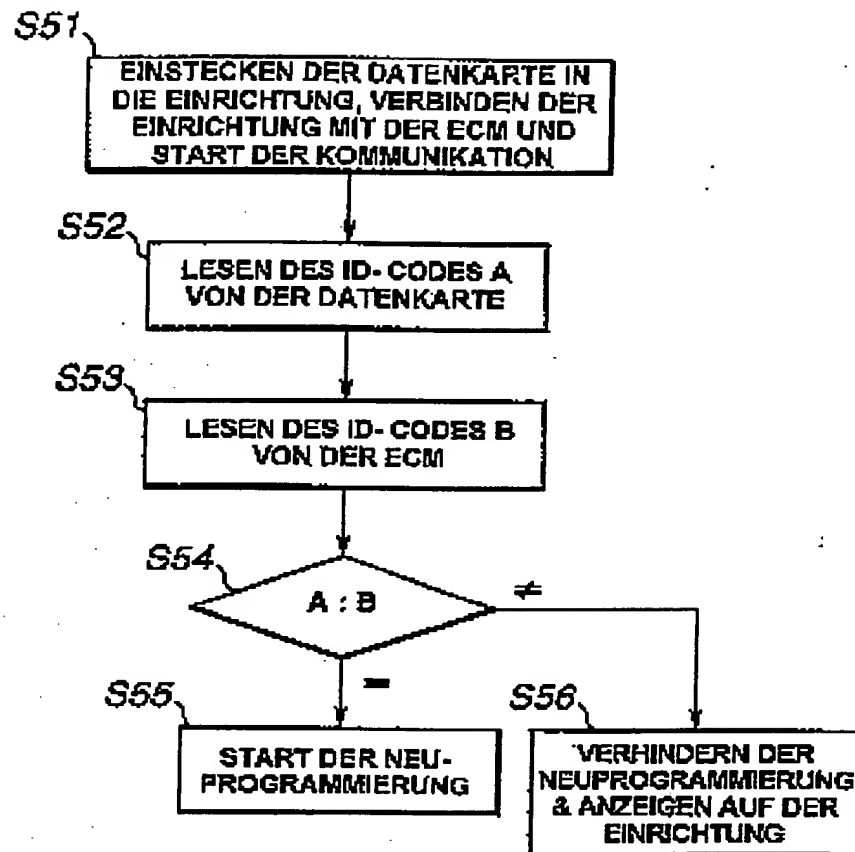 S51
EINSTECKEN DER DATENKARTE IN
DIE EINRICHTUNG, VERBINDEN DER
EINRICHTUNG MIT DER ECM UND
START DER KOMMUNIKATION
S52
LESEN DES ID-CODES A
VON DER DATENKARTE
S53
LESEN DES ID-CODES B
VON DER ECM
S54
A : B
≠
=
S55
START DER NEU-
PROGRAMMIERUNG
S56
VERHINDERN DER
NEUPROGRAMMIERUNG
& ANZEIGEN AUF DER
EINRICHTUNG